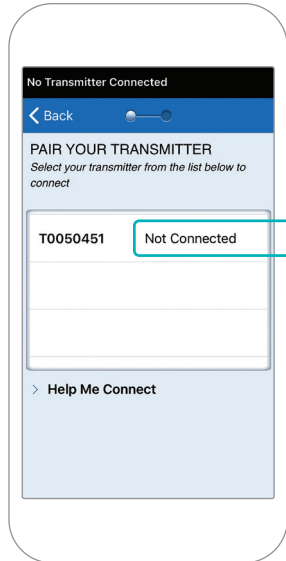 No Transmitter Connected
Back
PAIR YOUR TRANSMITTER
Select your transmitter from the list below to
connect
T0050451 Not Connected
Help Me Connect